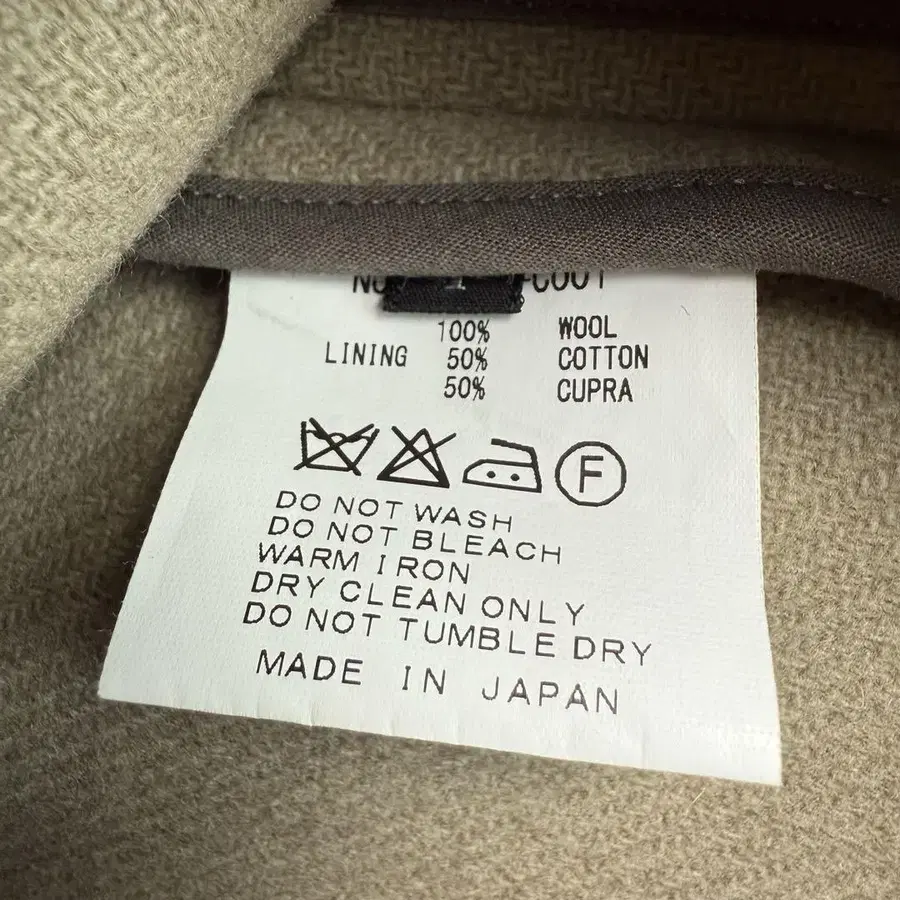 100% WOOL
LINING 50% COTTON
50% CUPRA
F
DO NOT WASH
DO NOT BLEACH
WARM IRON
DRY CLEAN ONLY
DO NOT TUMBLE DRY
MADE IN JAPAN